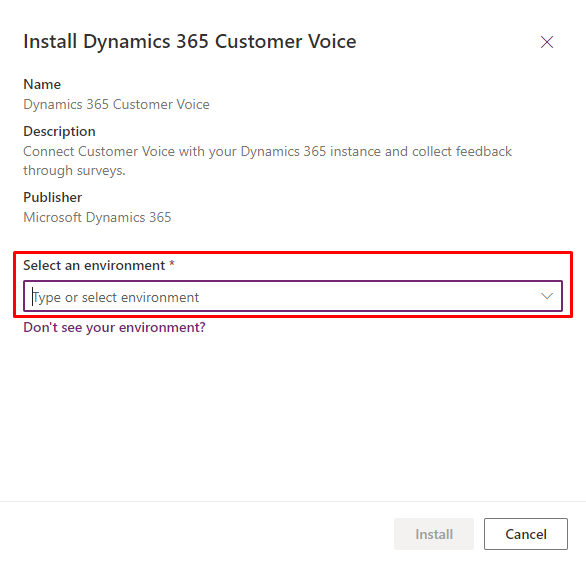 Install Dynamics 365 Customer Voice
Name
Dynamics 365 Customer Voice
Description
Connect Customer Voice with your Dynamics 365 instance and collect feedback
through surveys.
Publisher
Microsoft Dynamics 365
Select an environment *
Type or select environment
Don't see your environment?
Install
Cancel